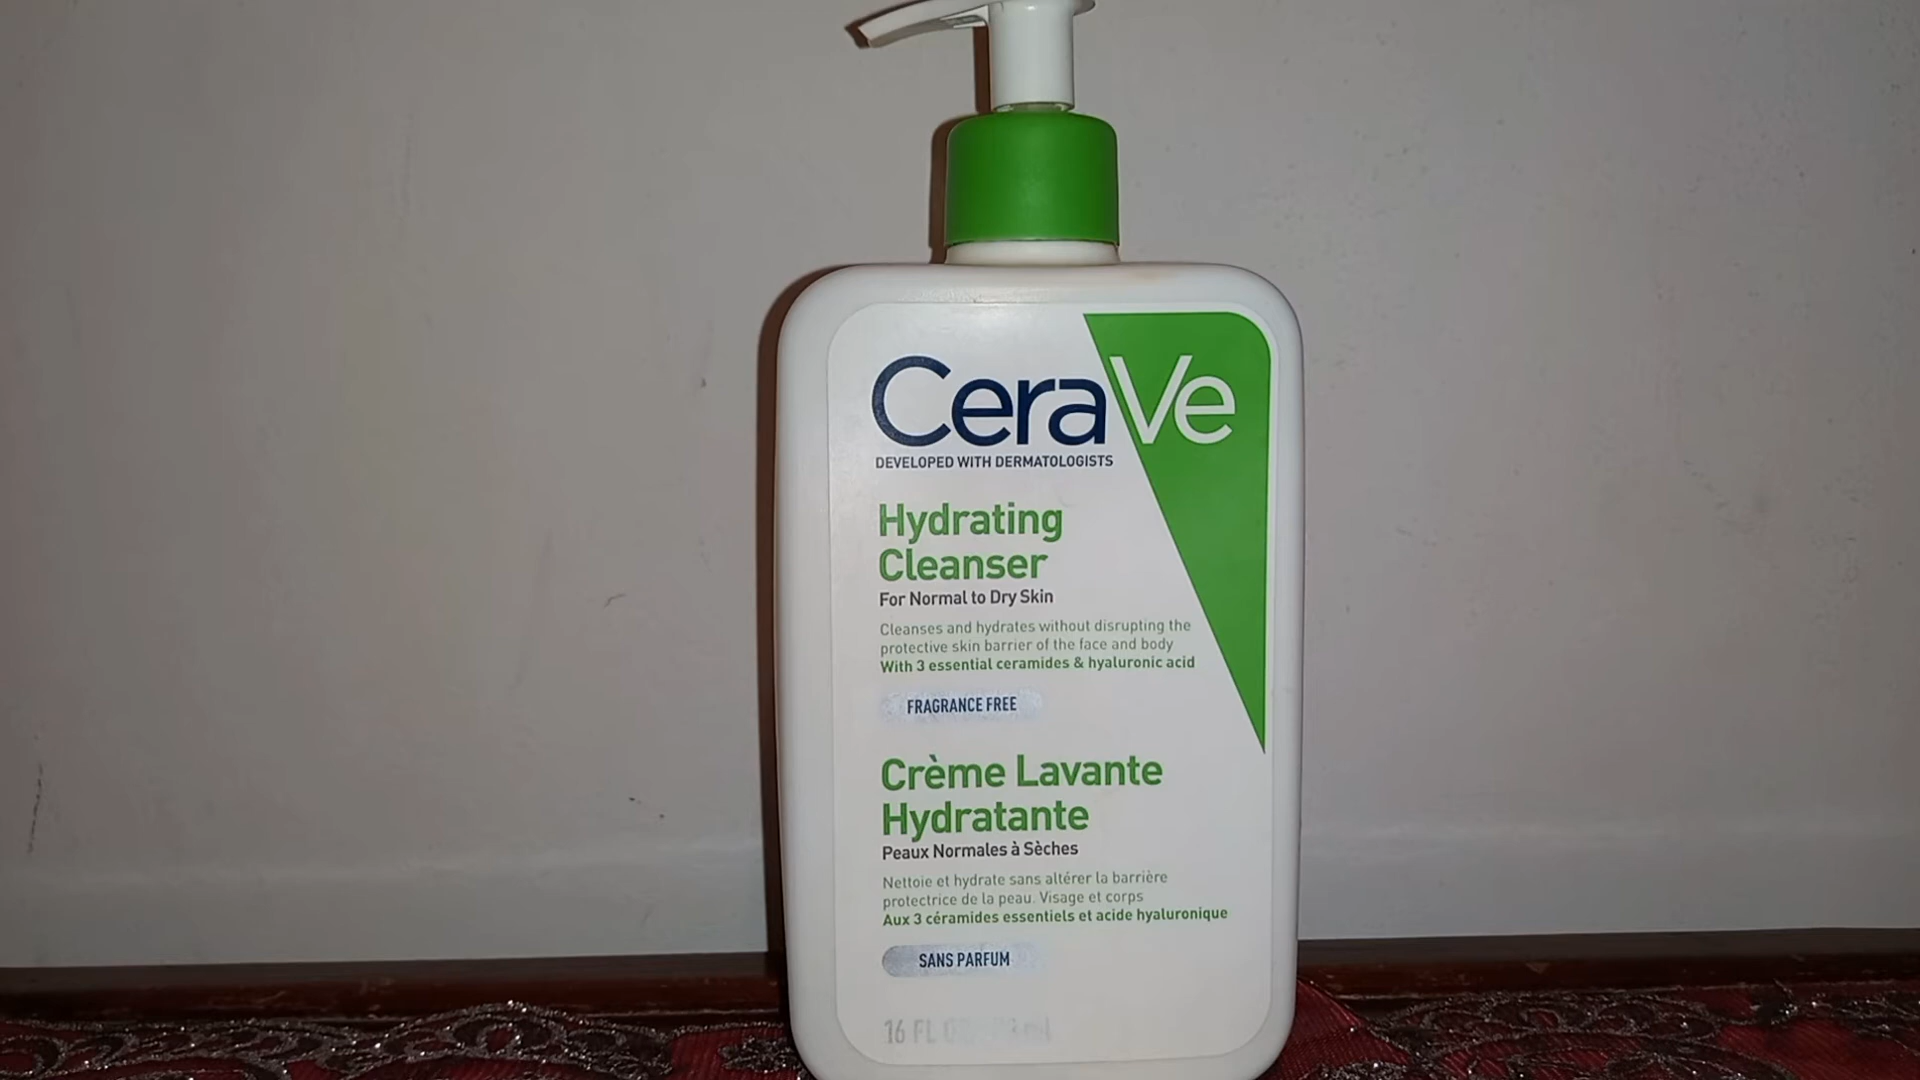 CeraVe
DEVELOPED WITH DERMATOLOGISTS
Hydrating
Cleanser
For Normal to Dry Skin
Cleanses and hydrates without disrupting the
protective skin barrier of the face and body
With 3 essential ceramides & hyaluronic acid
FRAGRANCE FREE
Crème Lavante
Hydratante
Peaux Normales à Sèches
Nettoie et hydrate sans altérer la barrière
protectrice de la peau. Visage et corps
Aux 3 céramides essentiels et acide hyaluronique
SANS PARFUM
16 FL